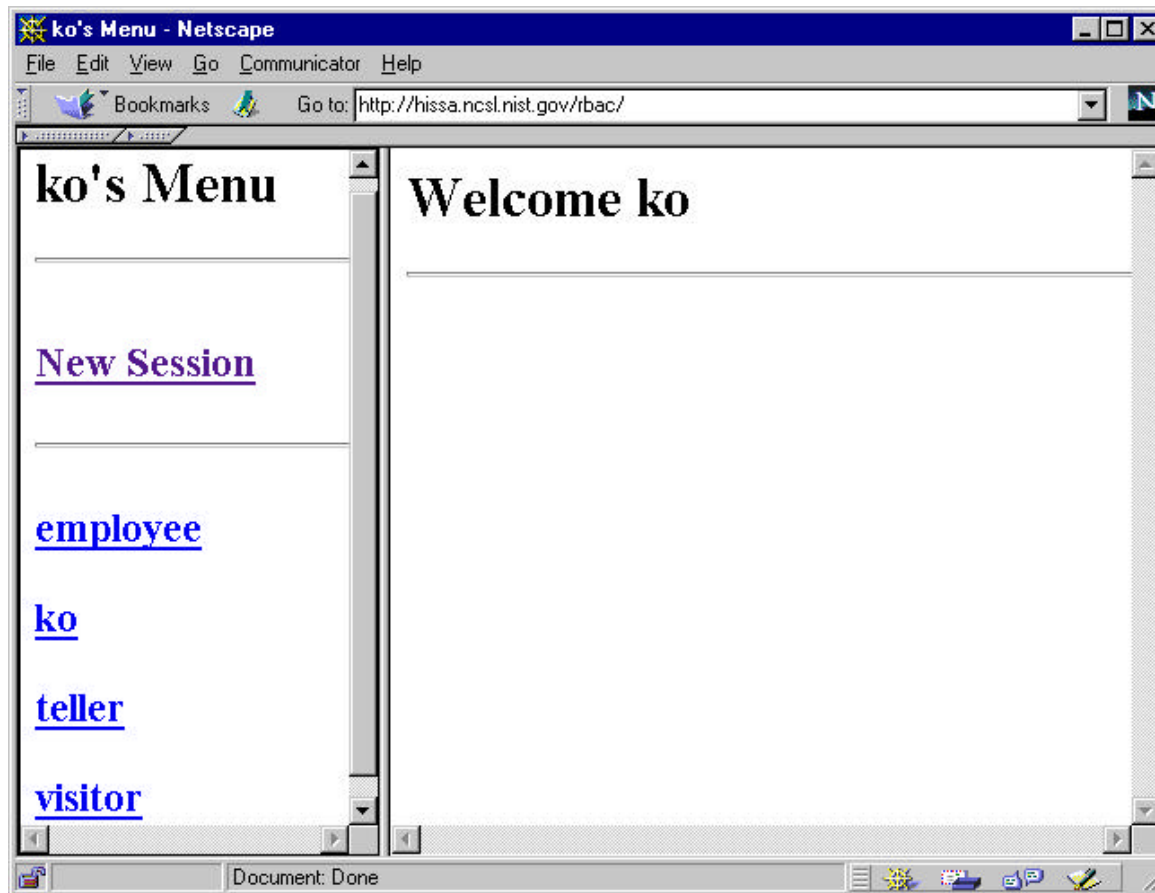 ko's Menu - Netscape
File Edit View Go Communicator Help
Bookmarks Go to: http://hissa.ncsl.nist.gov/rbac/
N
ko's Menu
New Session
employee
ko
teller
visitor
Welcome ko
Document: Done